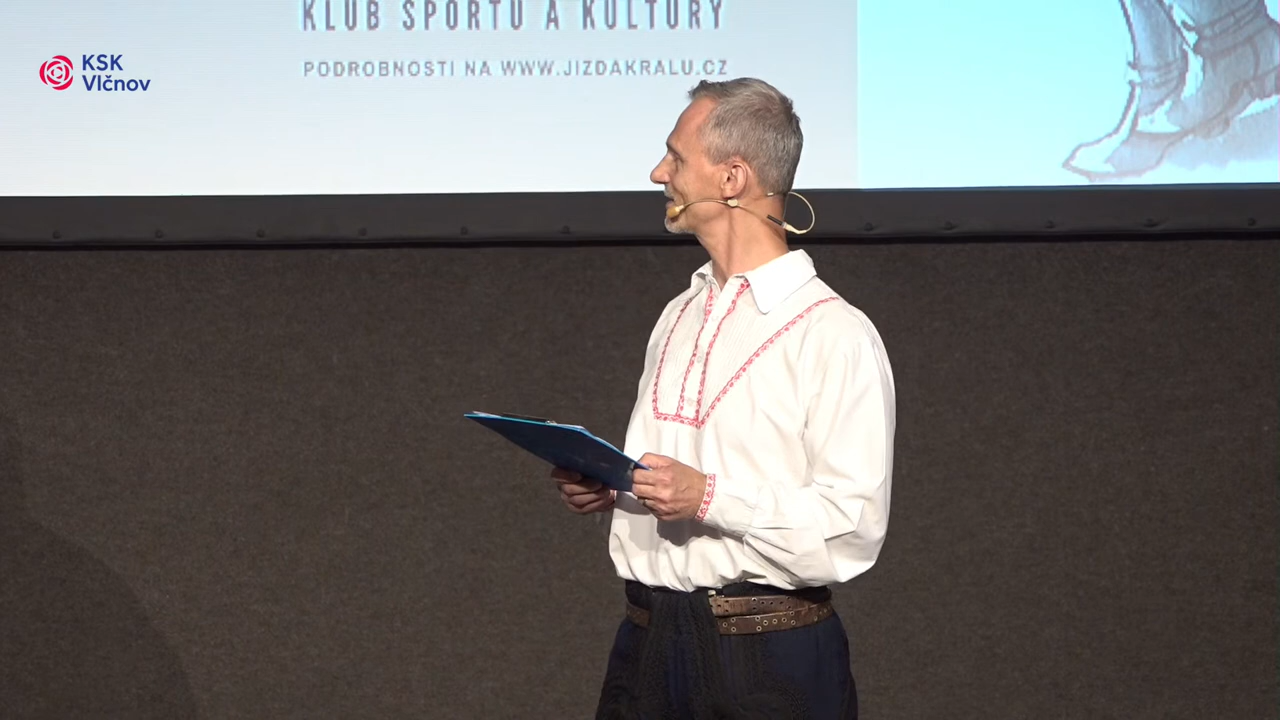 KLUB SPORTU A KULTURY
PODROBNOSTI NA WWW.JIZDAKRALU.CZ
KSK
Vlčnov